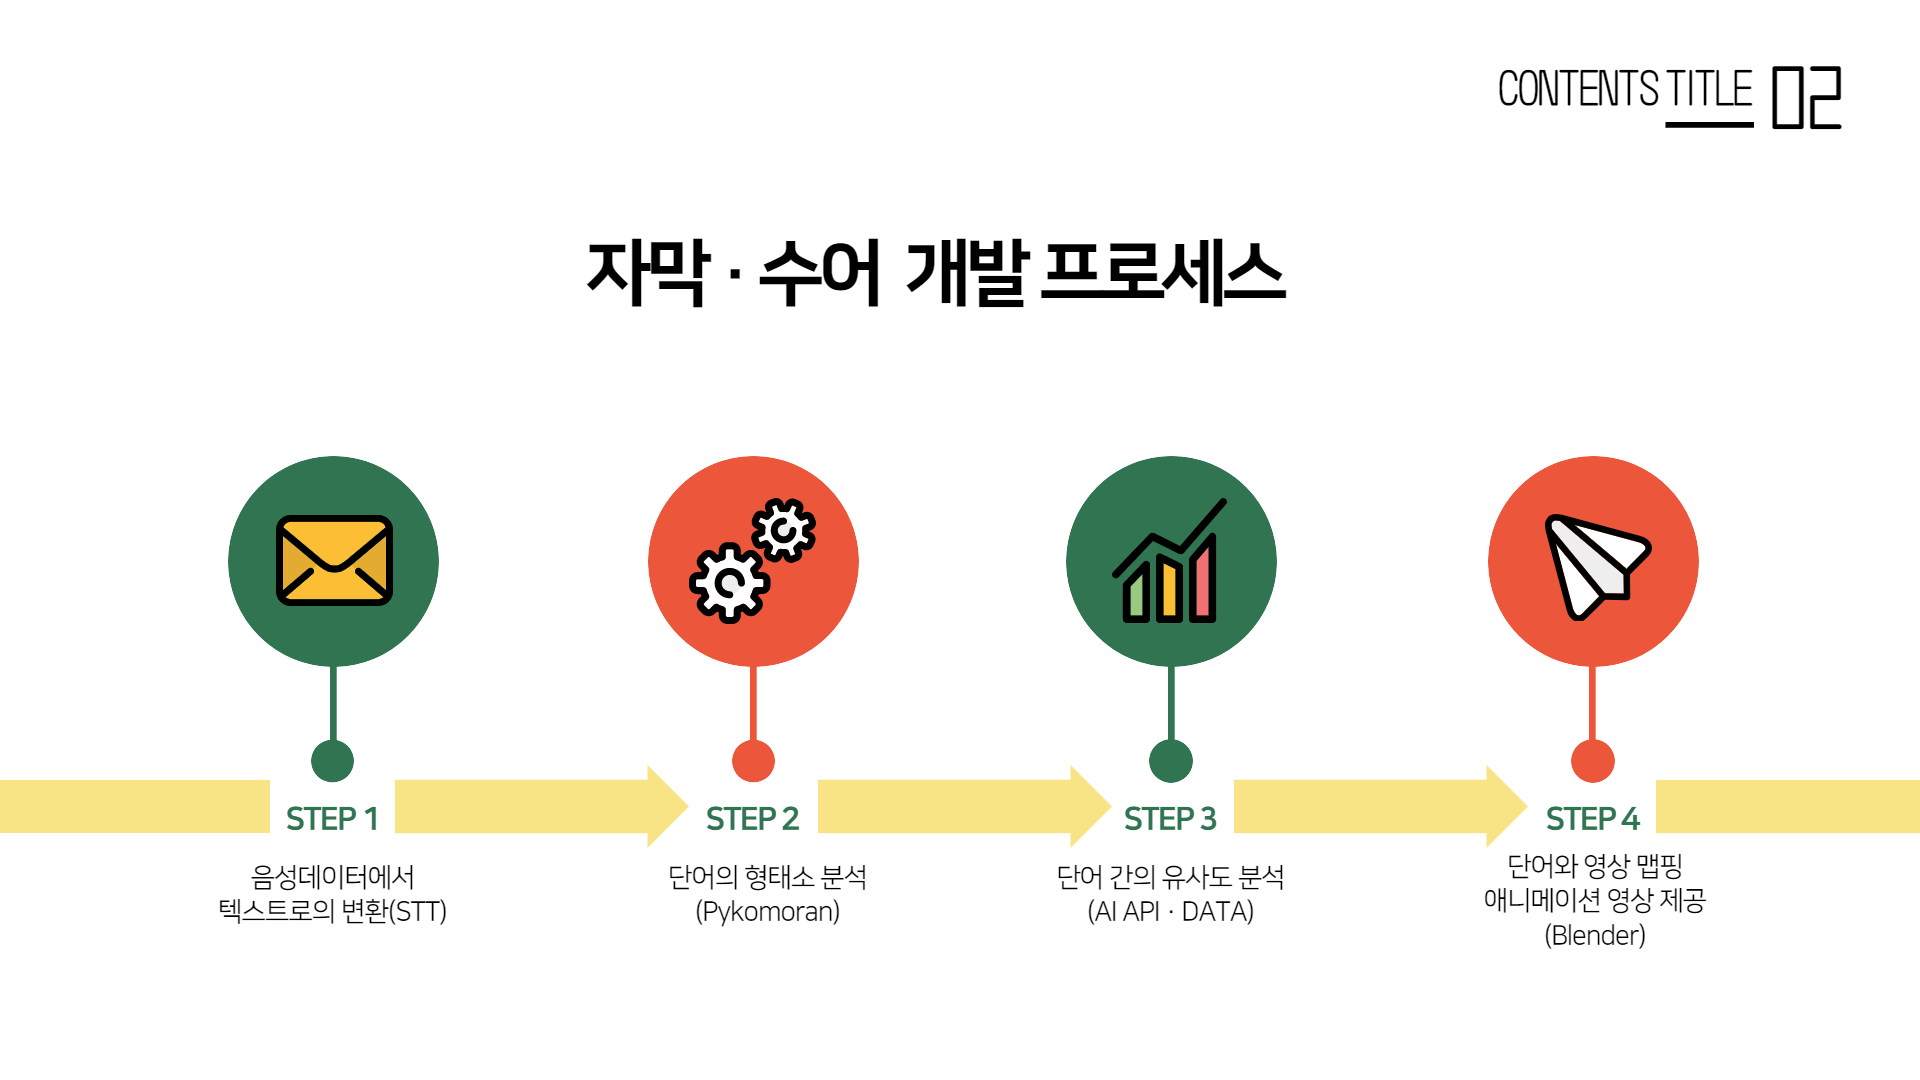 CONTENTS TITLE 02
자막 · 수어 개발 프로세스
STEP 1
음성데이터에서
텍스트로의 변환(STT)
STEP 2
단어의 형태소 분석
(Pykomoran)
STEP 3
단어 간의 유사도 분석
(AI API · DATA)
STEP 4
단어와 영상 맵핑
애니메이션 영상 제공
(Blender)